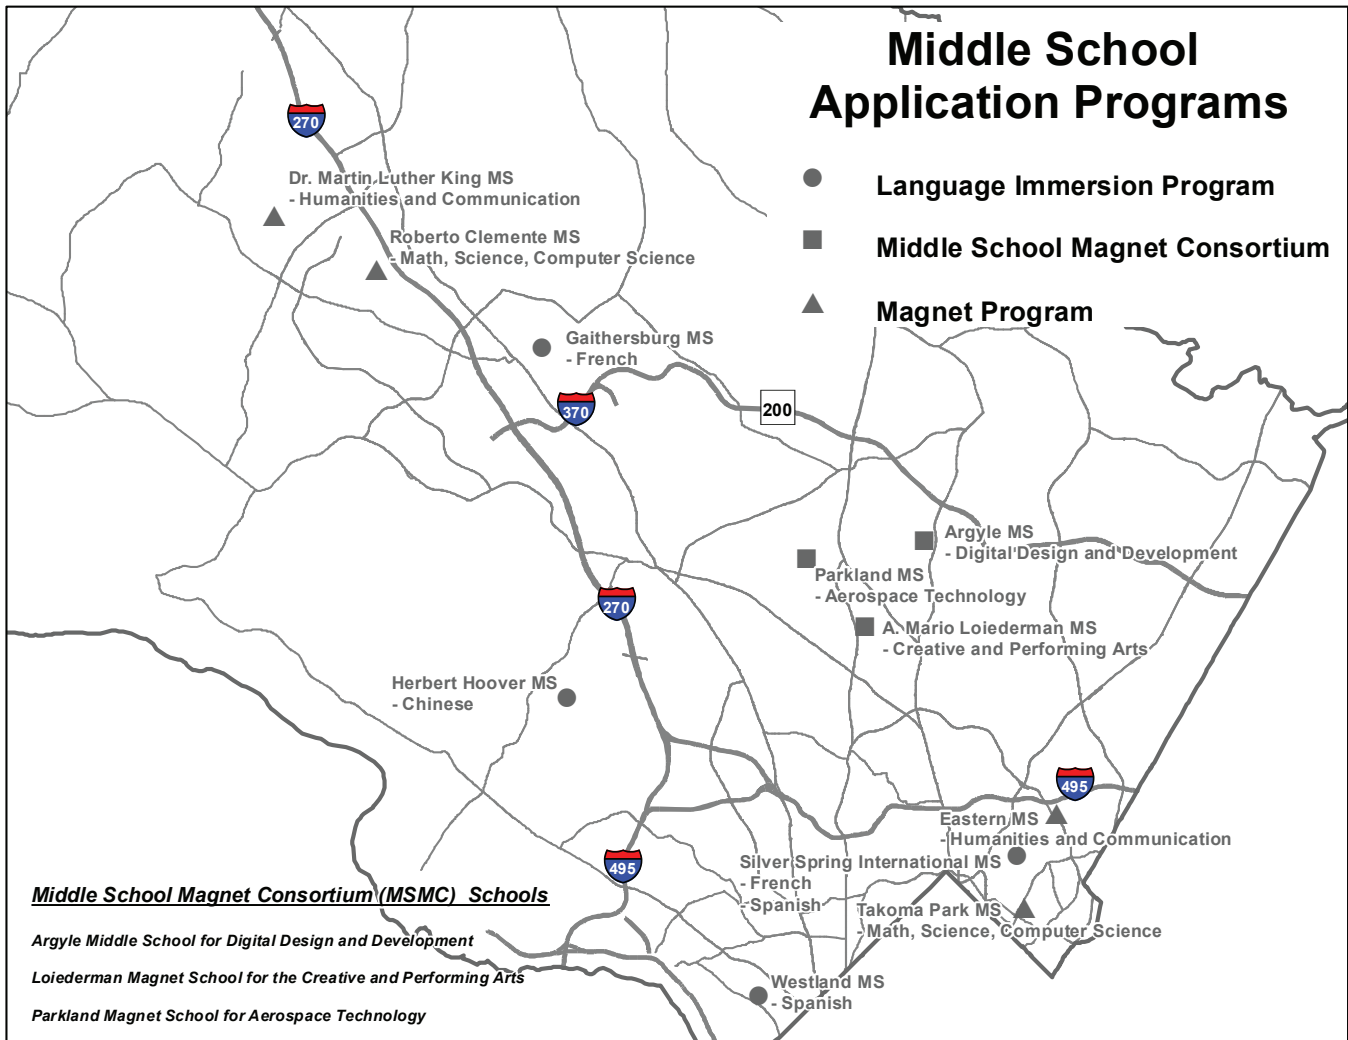 Middle School
Application Programs
Language Immersion Program
Middle School Magnet Consortium
Magnet Program
270
Dr. Martin Luther King MS
- Humanities and Communication
Roberto Clemente MS
- Math, Science, Computer Science
Gaithersburg MS
- French
370
200
Argyle MS
- Digital Design and Development
Parkland MS
- Aerospace Technology
270
A. Mario Loiederman MS
- Creative and Performing Arts
Herbert Hoover MS
- Chinese
495
Eastern MS
- Humanities and Communication
Silver Spring International MS
- French
- Spanish
495
Takoma Park MS
- Math, Science, Computer Science
Westland MS
- Spanish
Middle School Magnet Consortium (MSMC) Schools
Argyle Middle School for Digital Design and Development
Loiederman Magnet School for the Creative and Performing Arts
Parkland Magnet School for Aerospace Technology